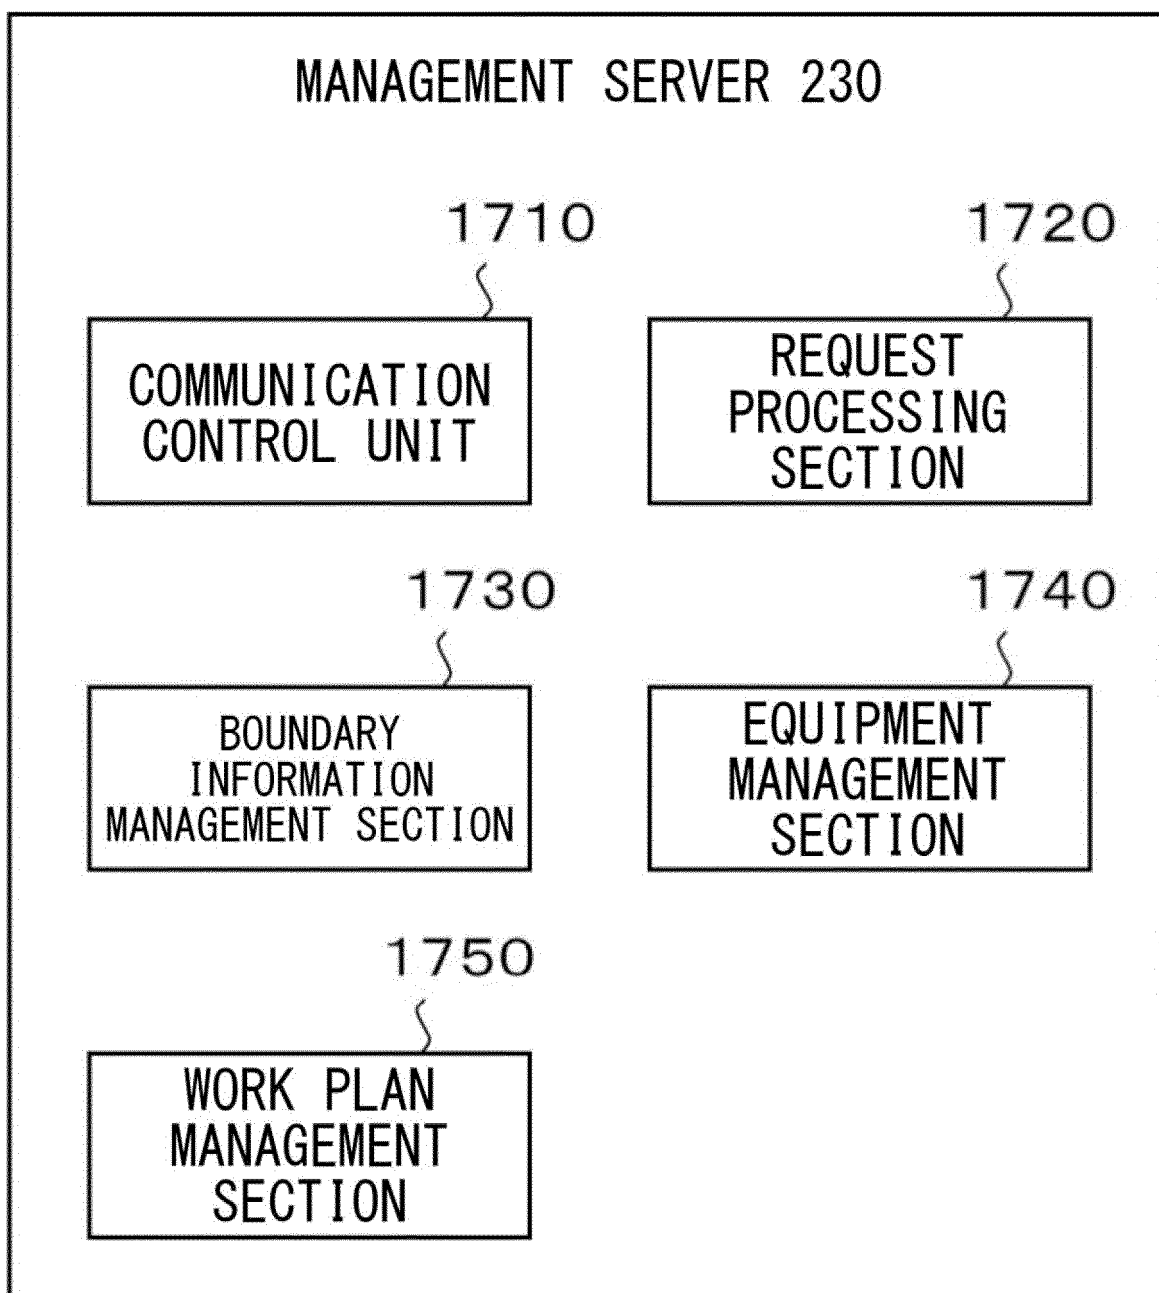 MANAGEMENT SERVER 230
1710
COMMUNICATION
CONTROL UNIT
1720
REQUEST
PROCESSING
SECTION
1730
BOUNDARY
INFORMATION
MANAGEMENT SECTION
1740
EQUIPMENT
MANAGEMENT
SECTION
1750
WORK PLAN
MANAGEMENT
SECTION